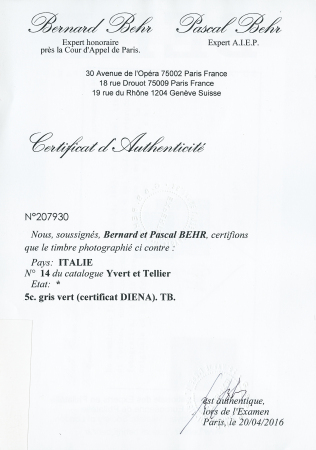 Bernard Behr Pascal Behr
Expert honoraire Expert A.I.E.P.
près la Cour d'Appel de Paris.
30 Avenue de l'Opéra 75002 Paris France
18 rue Drouot 75009 Paris France
19 rue du Rhône 1204 Genève Suisse
Certificat d'Authenticité
N°207930
Nous, soussignés, Bernard et Pascal BEHR, certifions
que le timbre photographié ci contre :
Pays: ITALIE
N° 14 du catalogue Yvert et Tellier
Etat: *
5c. gris vert (certificat DIENA). TB.
est authentique,
lors de l'Examen
Paris, le 20/04/2016